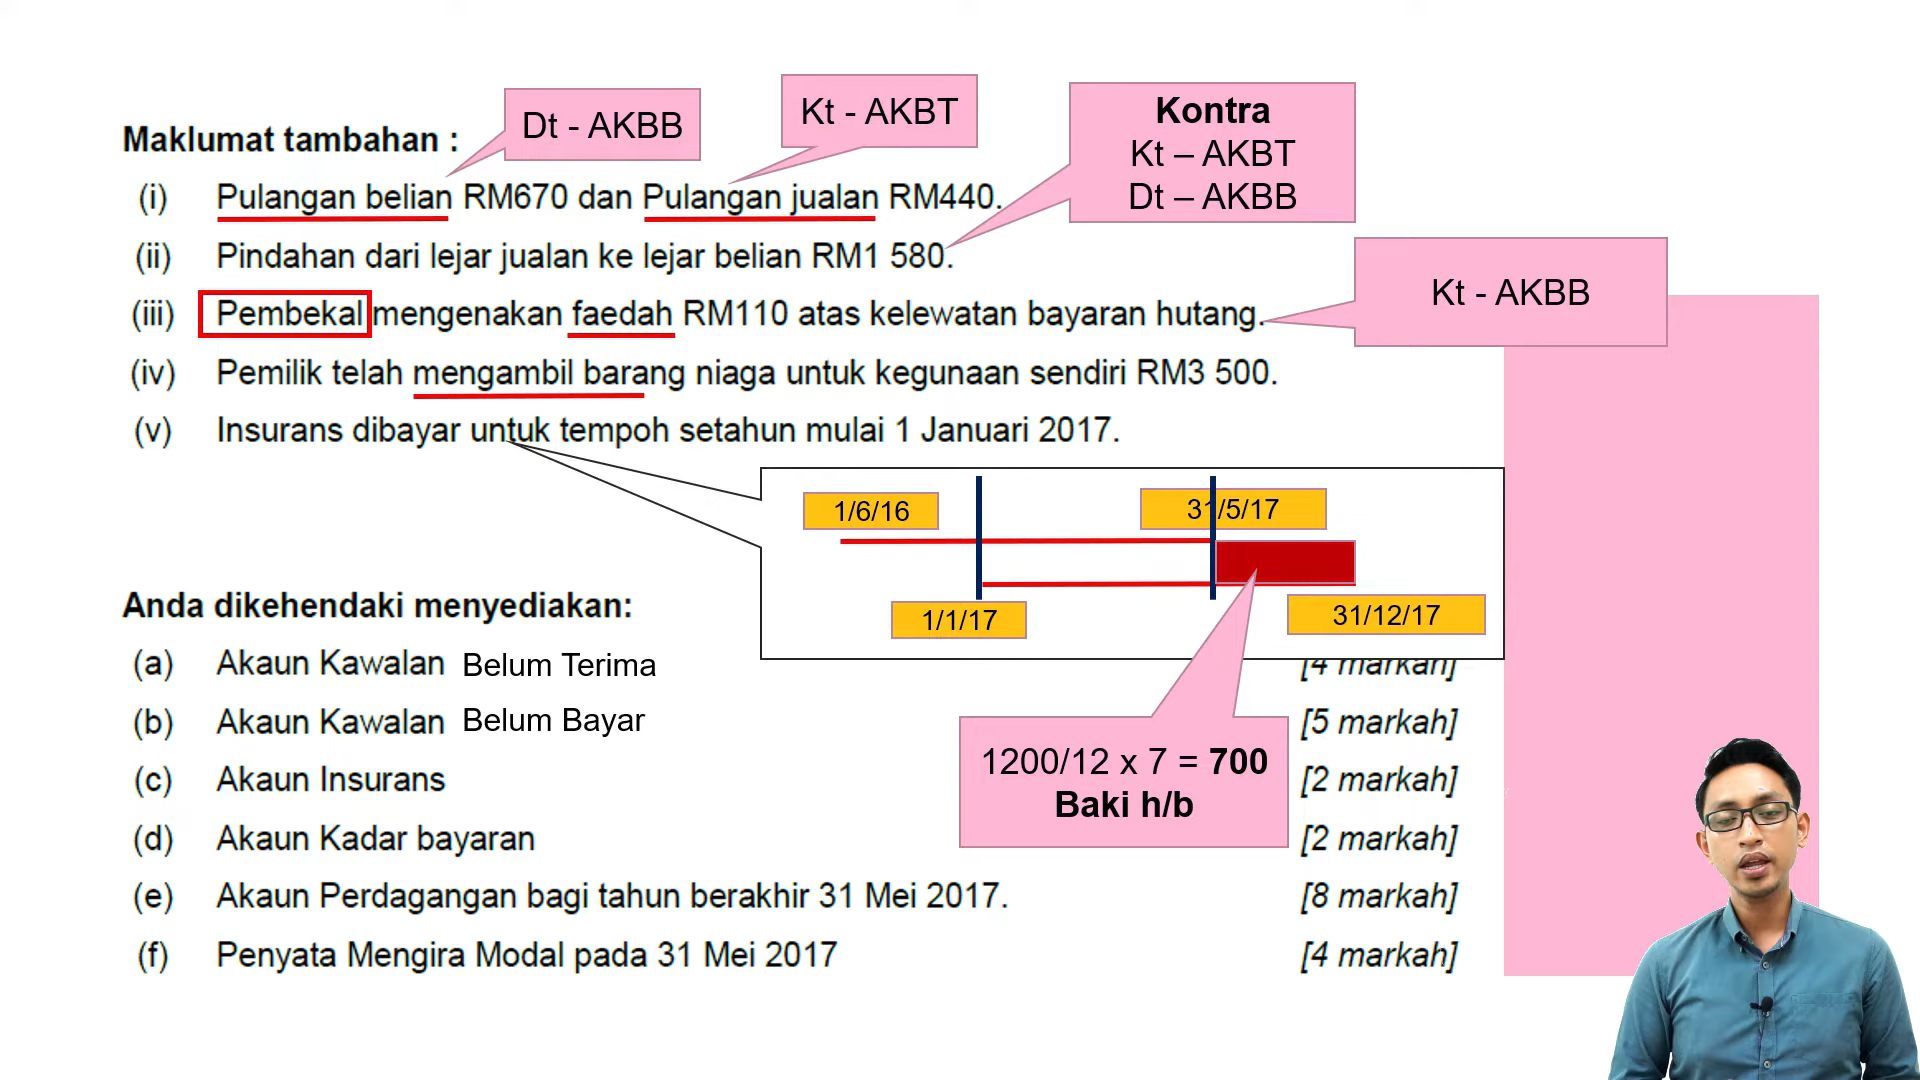 Dt - AKBB
Kt - AKBT
Kontra
Kt – AKBT
Dt – AKBB
Maklumat tambahan :
(i) Pulangan belian RM670 dan Pulangan jualan RM440.
(ii) Pindahan dari lejar jualan ke lejar belian RM1 580.
Kt - AKBB
(iii) Pembekal mengenakan faedah RM110 atas kelewatan bayaran hutang.
(iv) Pemilik telah mengambil barang niaga untuk kegunaan sendiri RM3 500.
(v) Insurans dibayar untuk tempoh setahun mulai 1 Januari 2017.
1/6/16
31/5/17
1/1/17
31/12/17
Anda dikehendaki menyediakan:
(a) Akaun Kawalan Belum Terima [4 markah]
(b) Akaun Kawalan Belum Bayar [5 markah]
1200/12 x 7 = 700
Baki h/b
(c) Akaun Insurans [2 markah]
(d) Akaun Kadar bayaran [2 markah]
(e) Akaun Perdagangan bagi tahun berakhir 31 Mei 2017. [8 markah]
(f) Penyata Mengira Modal pada 31 Mei 2017 [4 markah]